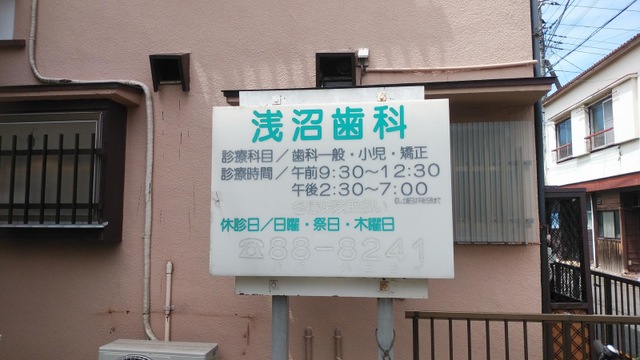 浅沼歯科
診療科目／歯科一般・小児・矯正
診療時間／午前9:30〜12:30
午後2:30〜7:00
休診日／日曜・祭日・木曜日
☎88-8241